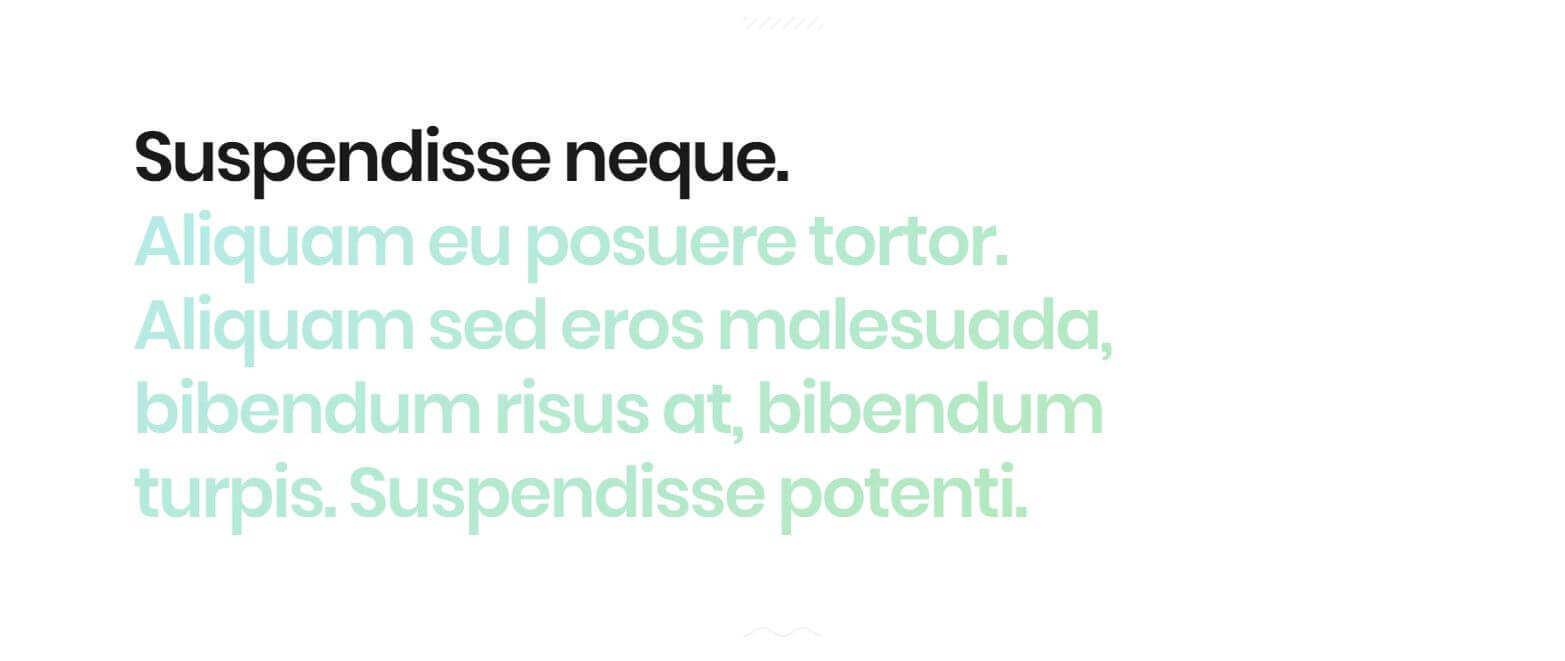 Suspendisse neque.
Aliquam eu posuere tortor.
Aliquam sed eros malesuada,
bibendum risus at, bibendum
turpis. Suspendisse potenti.